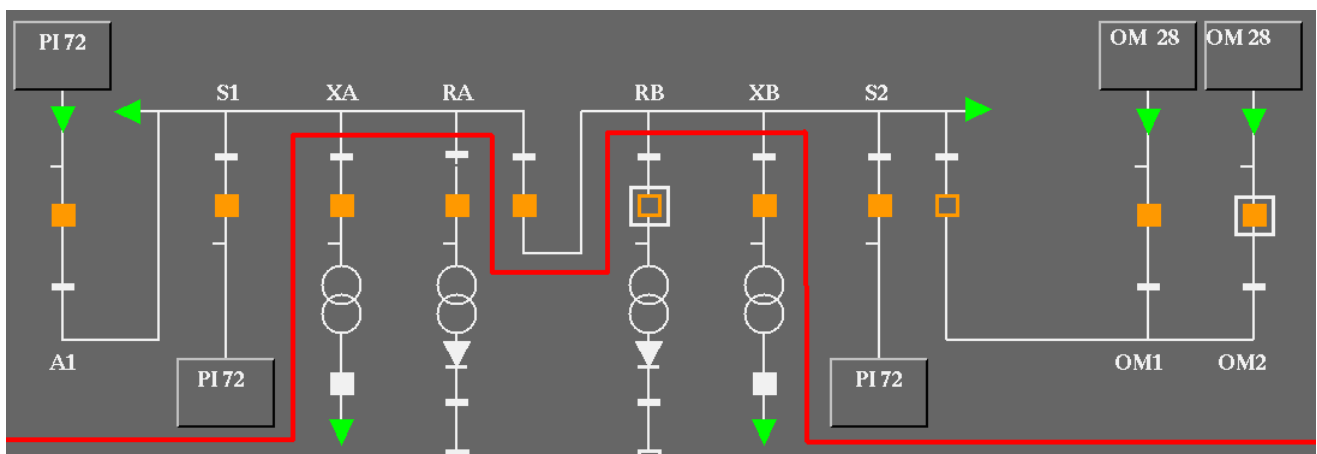 PI 72
OM 28
OM 28
S1
XA
RA
RB
XB
S2
A1
PI 72
PI 72
OM1
OM2